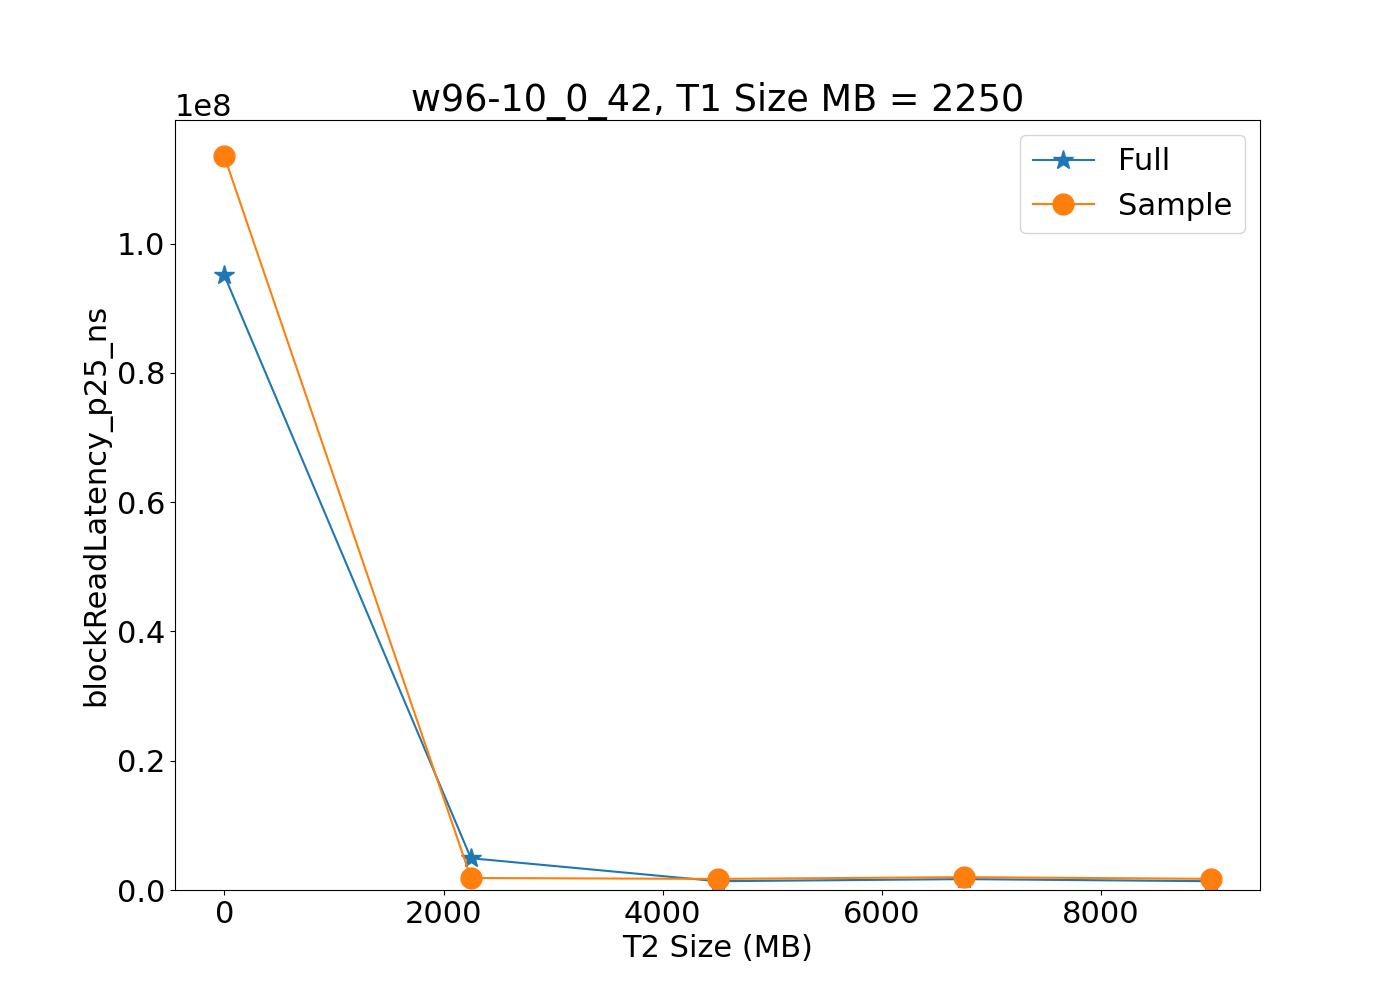 w96-10_0_42, T1 Size MB = 2250
1e8
Full
Sample
1.0
0.8
0.6
0.4
0.2
0.0
blockReadLatency_p25_ns
0 2000 4000 6000 8000
T2 Size (MB)